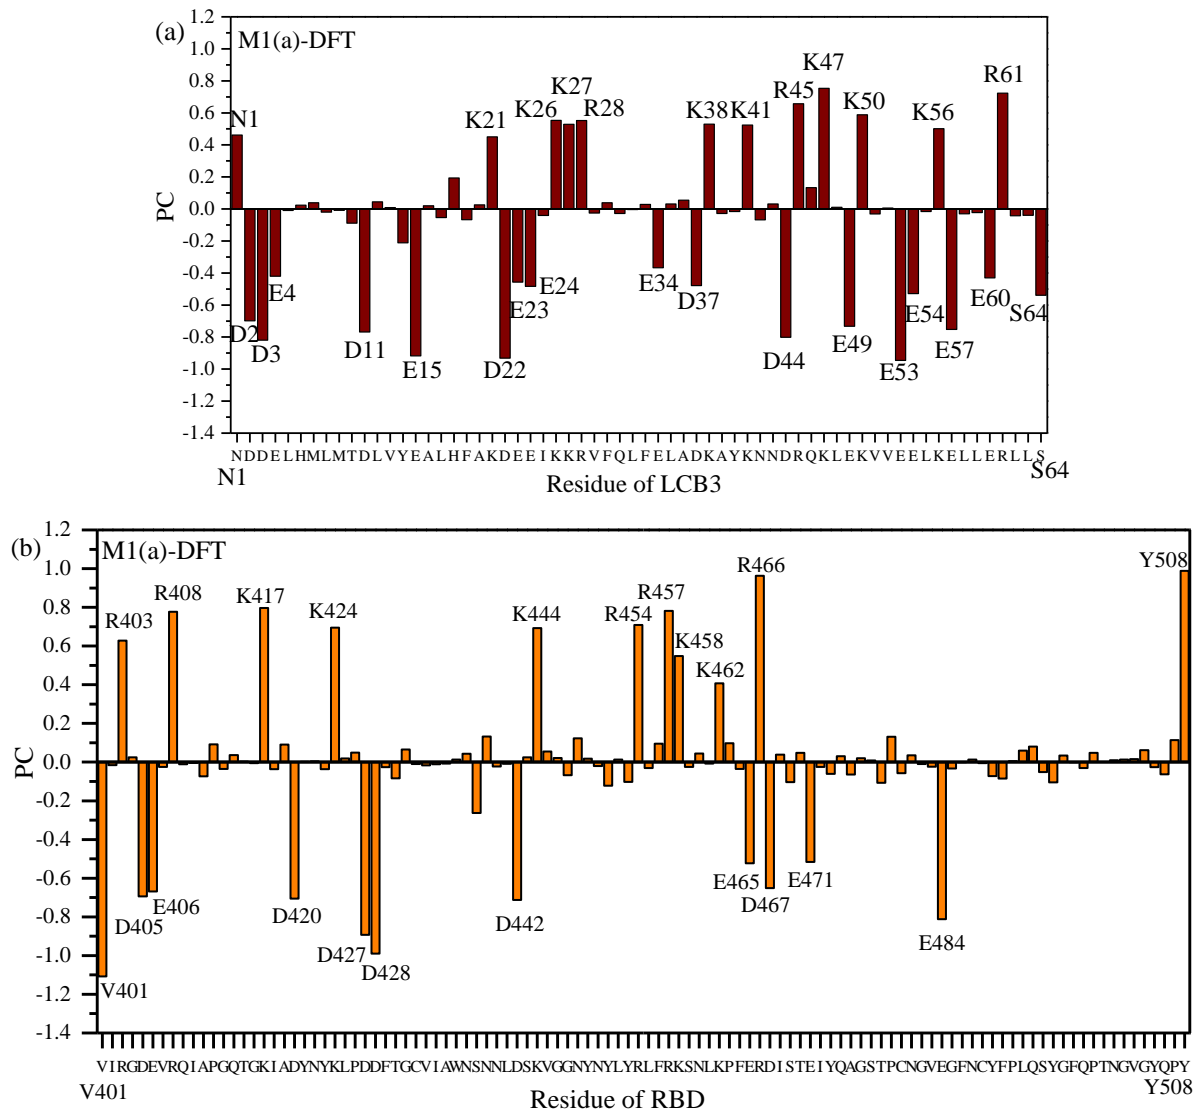 (a)
M1(a)-DFT
1.2
1.0
0.8
0.6
0.4
0.2
0.0
-0.2
-0.4
-0.6
-0.8
-1.0
-1.2
-1.4
PC
N1
K21
K26
K27
R28
K38
K41
R45
K47
K50
K56
R61
D2
D3
E4
D11
E15
D22
E23
E24
E34
D37
D44
E49
E53
E54
E57
E60
S64
NDDELHMLMTDLVYEALHFAKDEEIKKRVFQLFELADKAYKNNDRQKLEKVVEELKELLERLLS
N1
S64
Residue of LCB3
(b)
M1(a)-DFT
1.2
1.0
0.8
0.6
0.4
0.2
0.0
-0.2
-0.4
-0.6
-0.8
-1.0
-1.2
-1.4
PC
R403
R408
K417
K424
K444
R454
R457
K458
K462
R466
Y508
V401
D405
E406
D420
D427
D428
D442
E465
D467
E471
E484
VIRGDEVRQIAPGQTGKIADYNYKLPDDFTGCVIAWNSNNLDSKVGGNYNYLYRLFRKSNLKPFERDISTEIYQAGSTPCNGVEGFNCYFPLQSYGFQPTNGVGYQPY
V401
Y508
Residue of RBD